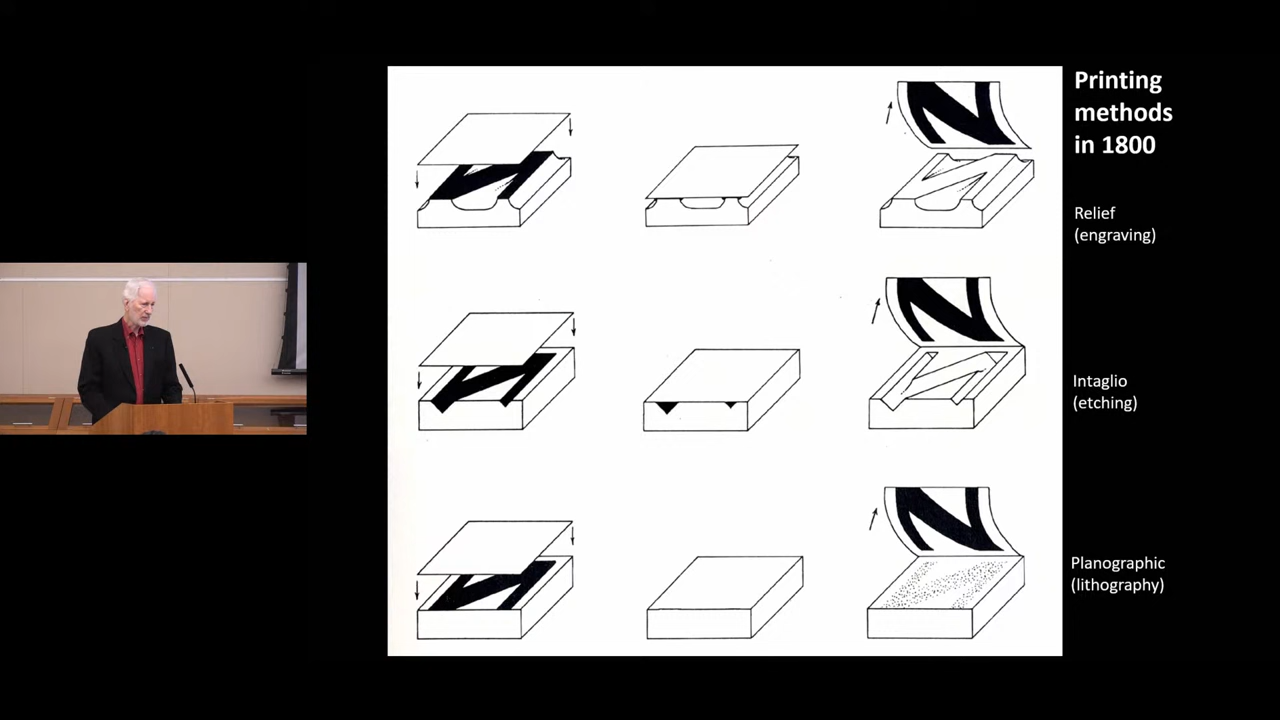 Printing
methods
in 1800
Relief
(engraving)
Intaglio
(etching)
Planographic
(lithography)